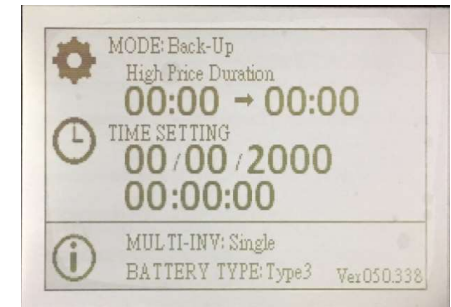 MODE: Back-Up
High Price Duration
00:00 → 00:00
TIME SETTING
00/00/2000
00:00:00
MULTI-INV: Single
BATTERY TYPE: Type3
Ver050.338